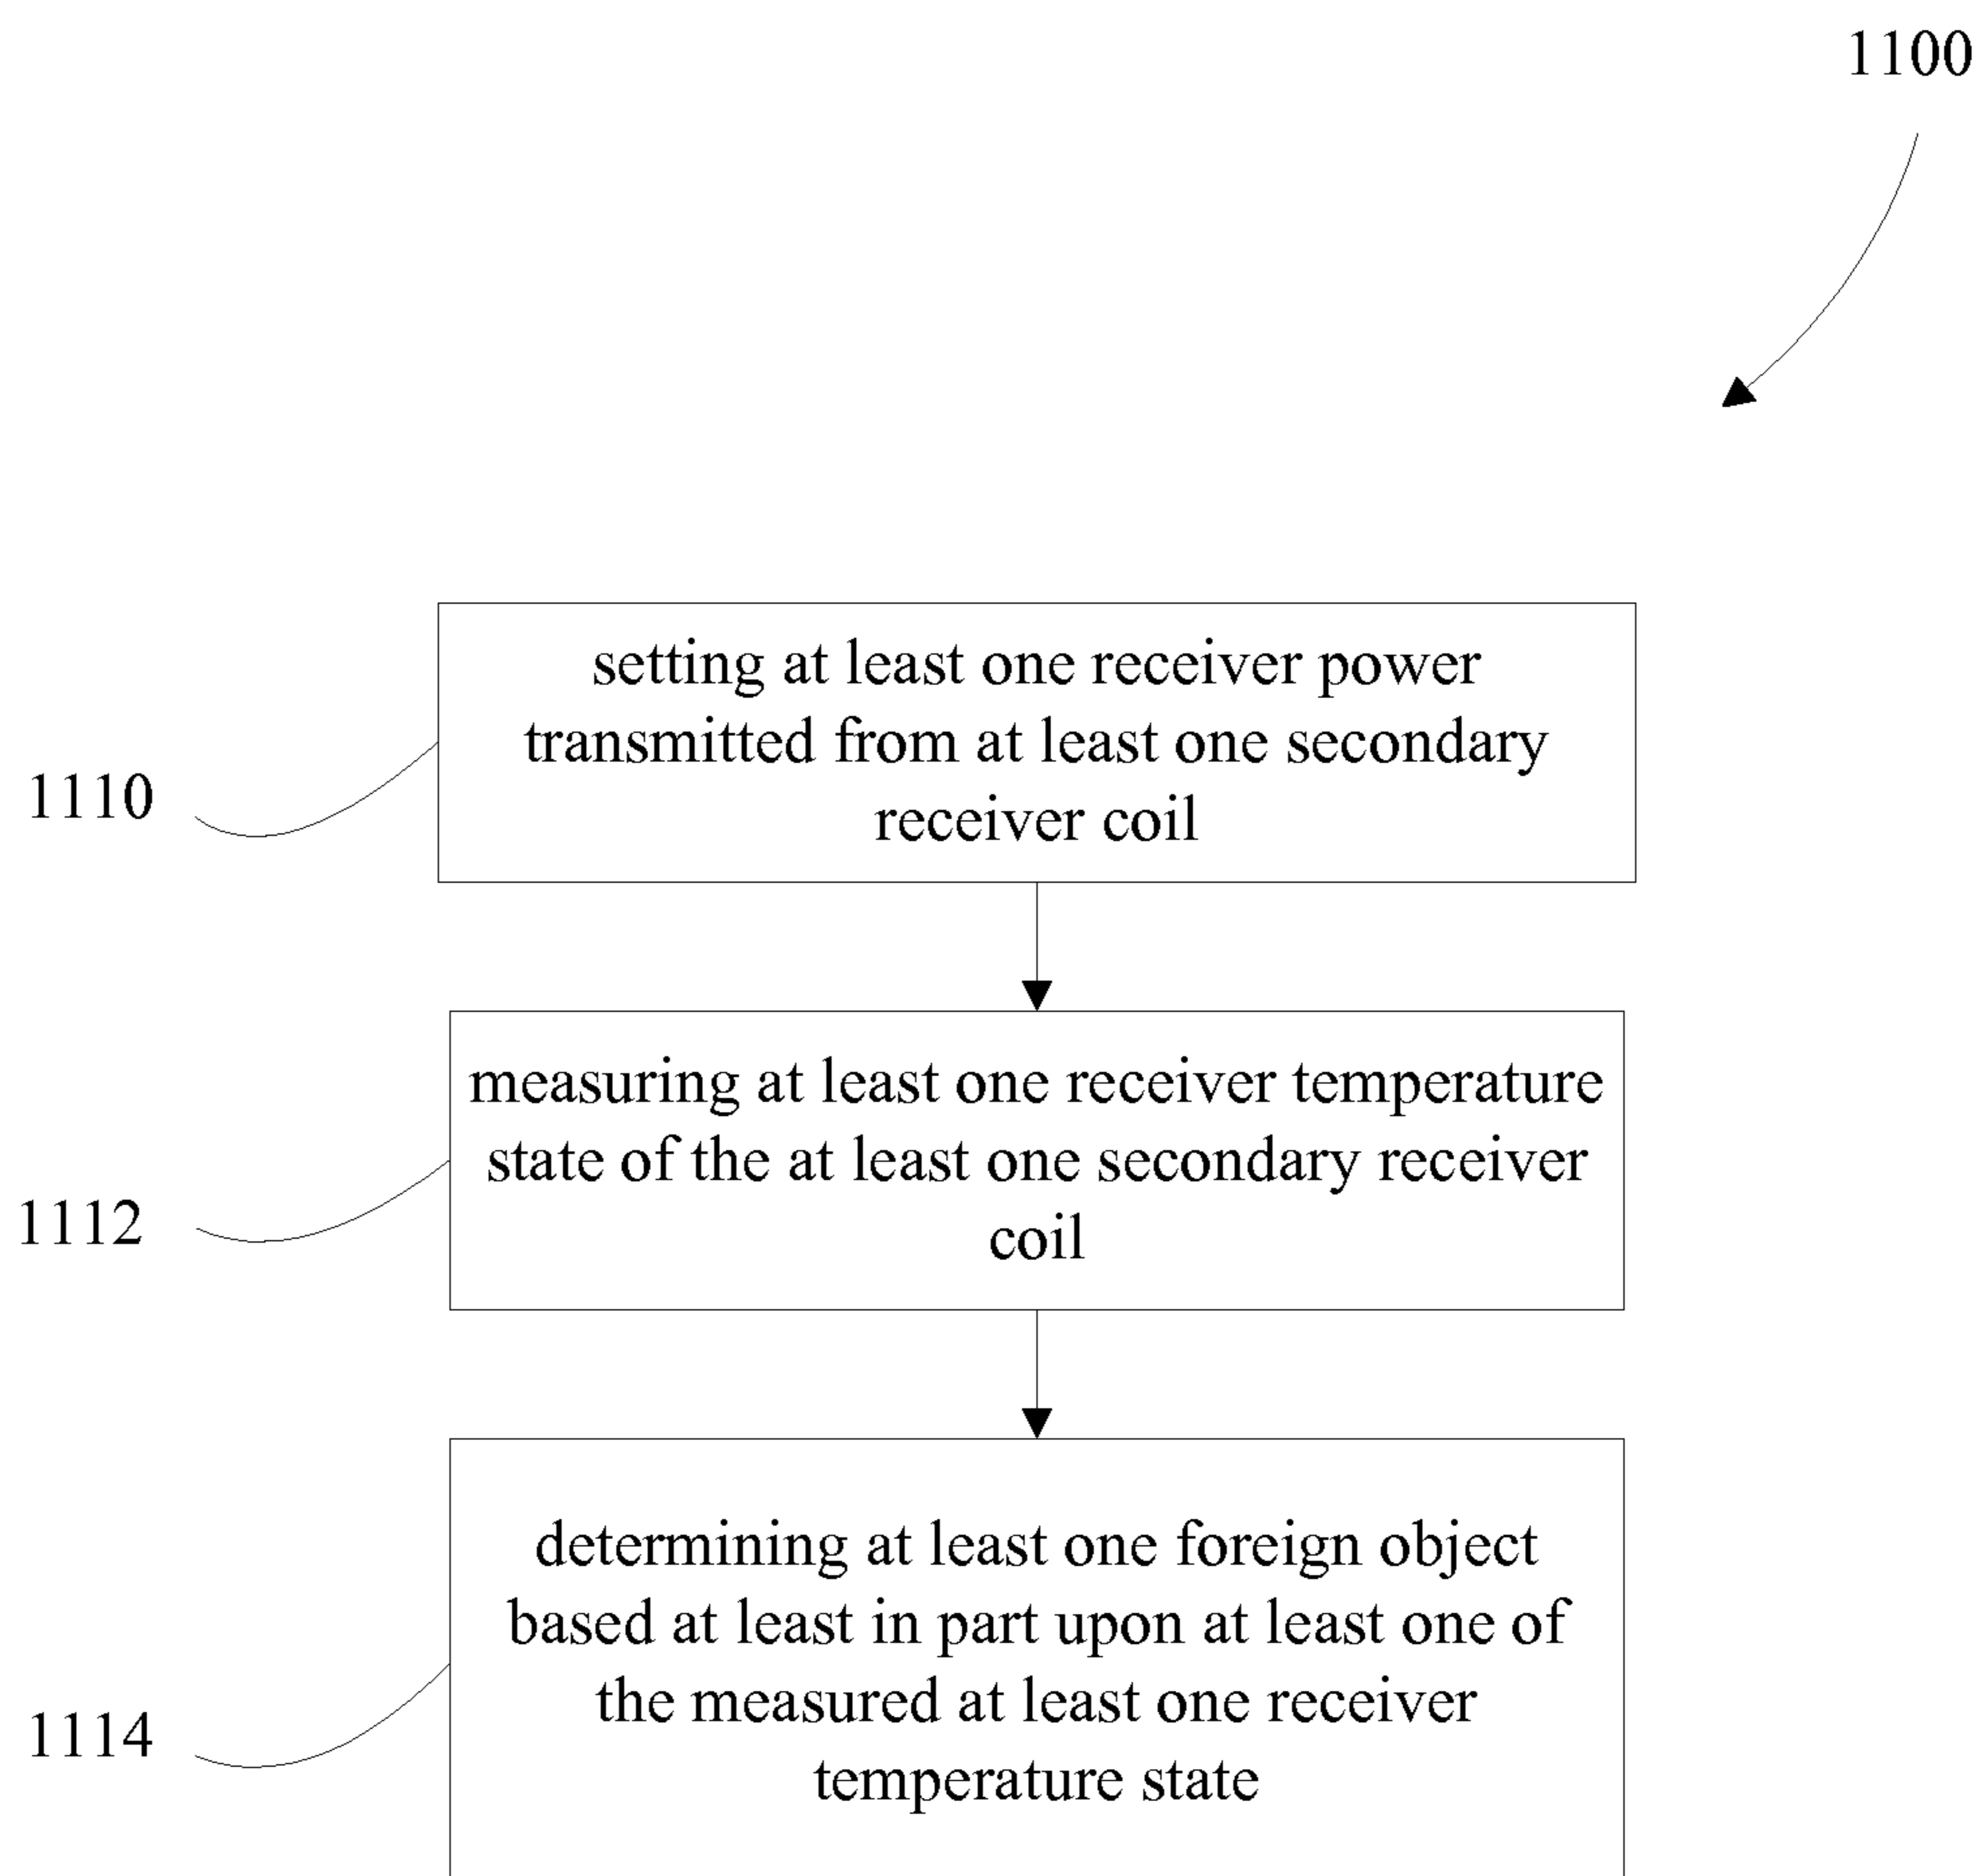 1100
setting at least one receiver power
transmitted from at least one secondary
receiver coil
1110
measuring at least one receiver temperature
state of the at least one secondary receiver
coil
1112
determining at least one foreign object
based at least in part upon at least one of
the measured at least one receiver
temperature state
1114